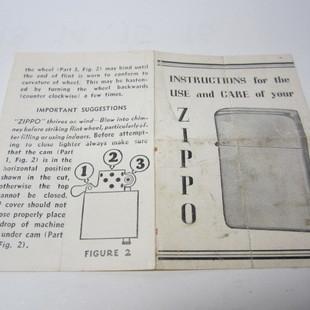 the wheel (Part 3, Fig. 2) may bind until
the end of flint is worn to conform to
curvature of wheel. This may be hasten-
ed by turning the wheel backwards
(counter clockwise) a few times.
IMPORTANT SUGGESTIONS
"ZIPPO" thrives on wind—Blow into chim-
ney before striking flint wheel, particularly af-
ter filling or using indoors. Before attempt-
ing to close lighter always make sure
that the cam (Part
1, Fig. 2) is in the
horizontal position
shown in the cut,
otherwise the top
cannot be closed.
cover should not
close properly place
drop of machine
under cam (Part
Fig. 2).
1
2
3
FIGURE 2
INSTRUCTIONS for the
USE and CARE of your
ZIPPO